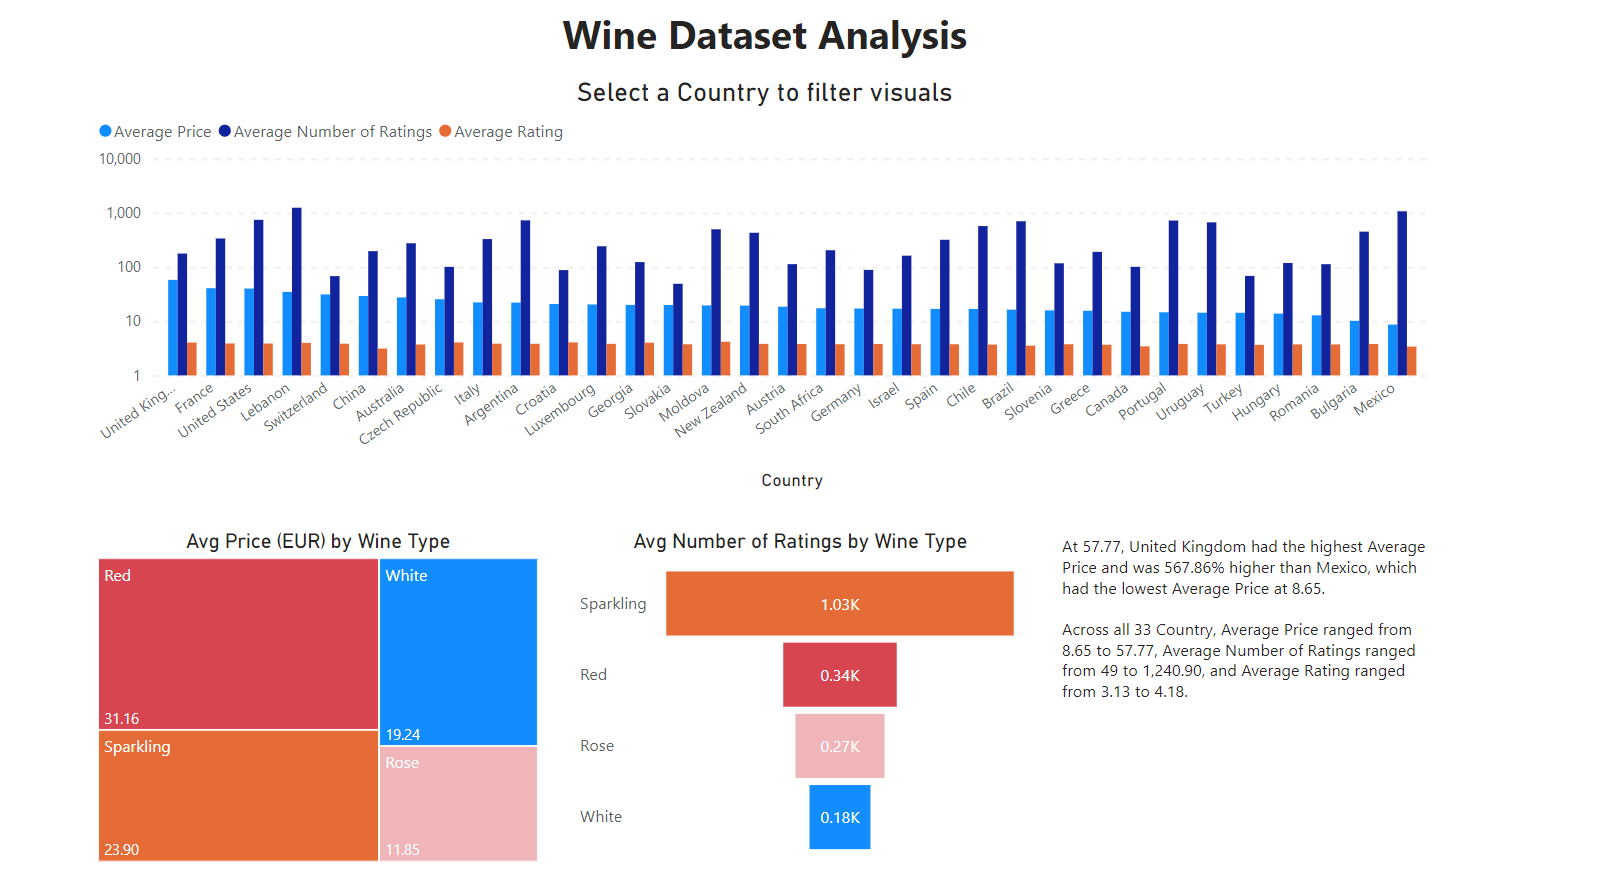 Wine Dataset Analysis
Select a Country to filter visuals
Average Price Average Number of Ratings Average Rating
10,000
1,000
100
10
1
United King...
France
United States
Lebanon
Switzerland
China
Australia
Czech Republic
Italy
Argentina
Croatia
Luxembourg
Georgia
Slovakia
Moldova
New Zealand
Austria
South Africa
Germany
Israel
Spain
Chile
Brazil
Slovenia
Greece
Canada
Portugal
Uruguay
Turkey
Hungary
Romania
Bulgaria
Mexico
Country
Avg Price (EUR) by Wine Type
Red
31.16
White
19.24
Sparkling
23.90
Rose
11.85
Avg Number of Ratings by Wine Type
Sparkling 1.03K
Red 0.34K
Rose 0.27K
White 0.18K
At 57.77, United Kingdom had the highest Average
Price and was 567.86% higher than Mexico, which
had the lowest Average Price at 8.65.
Across all 33 Country, Average Price ranged from
8.65 to 57.77, Average Number of Ratings ranged
from 49 to 1,240.90, and Average Rating ranged
from 3.13 to 4.18.